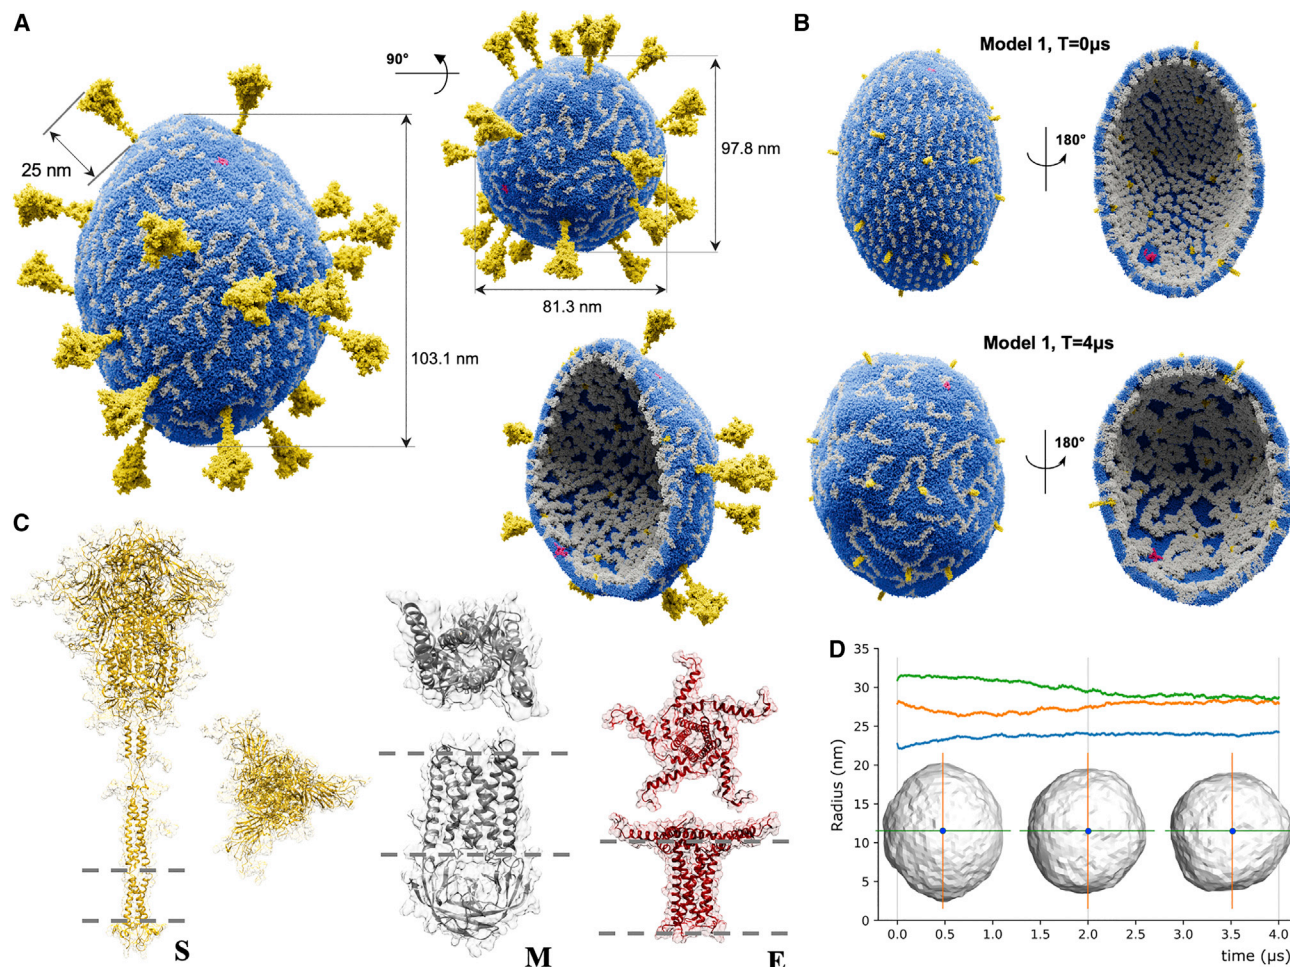 A
90°
25 nm
103.1 nm
97.8 nm
81.3 nm
B
Model 1, T=0µs
180°
Model 1, T=4µs
180°
C
S
M
E
D
Radius (nm)
35
30
25
20
15
10
5
0
0.0 0.5 1.0 1.5 2.0 2.5 3.0 3.5 4.0
time (µs)